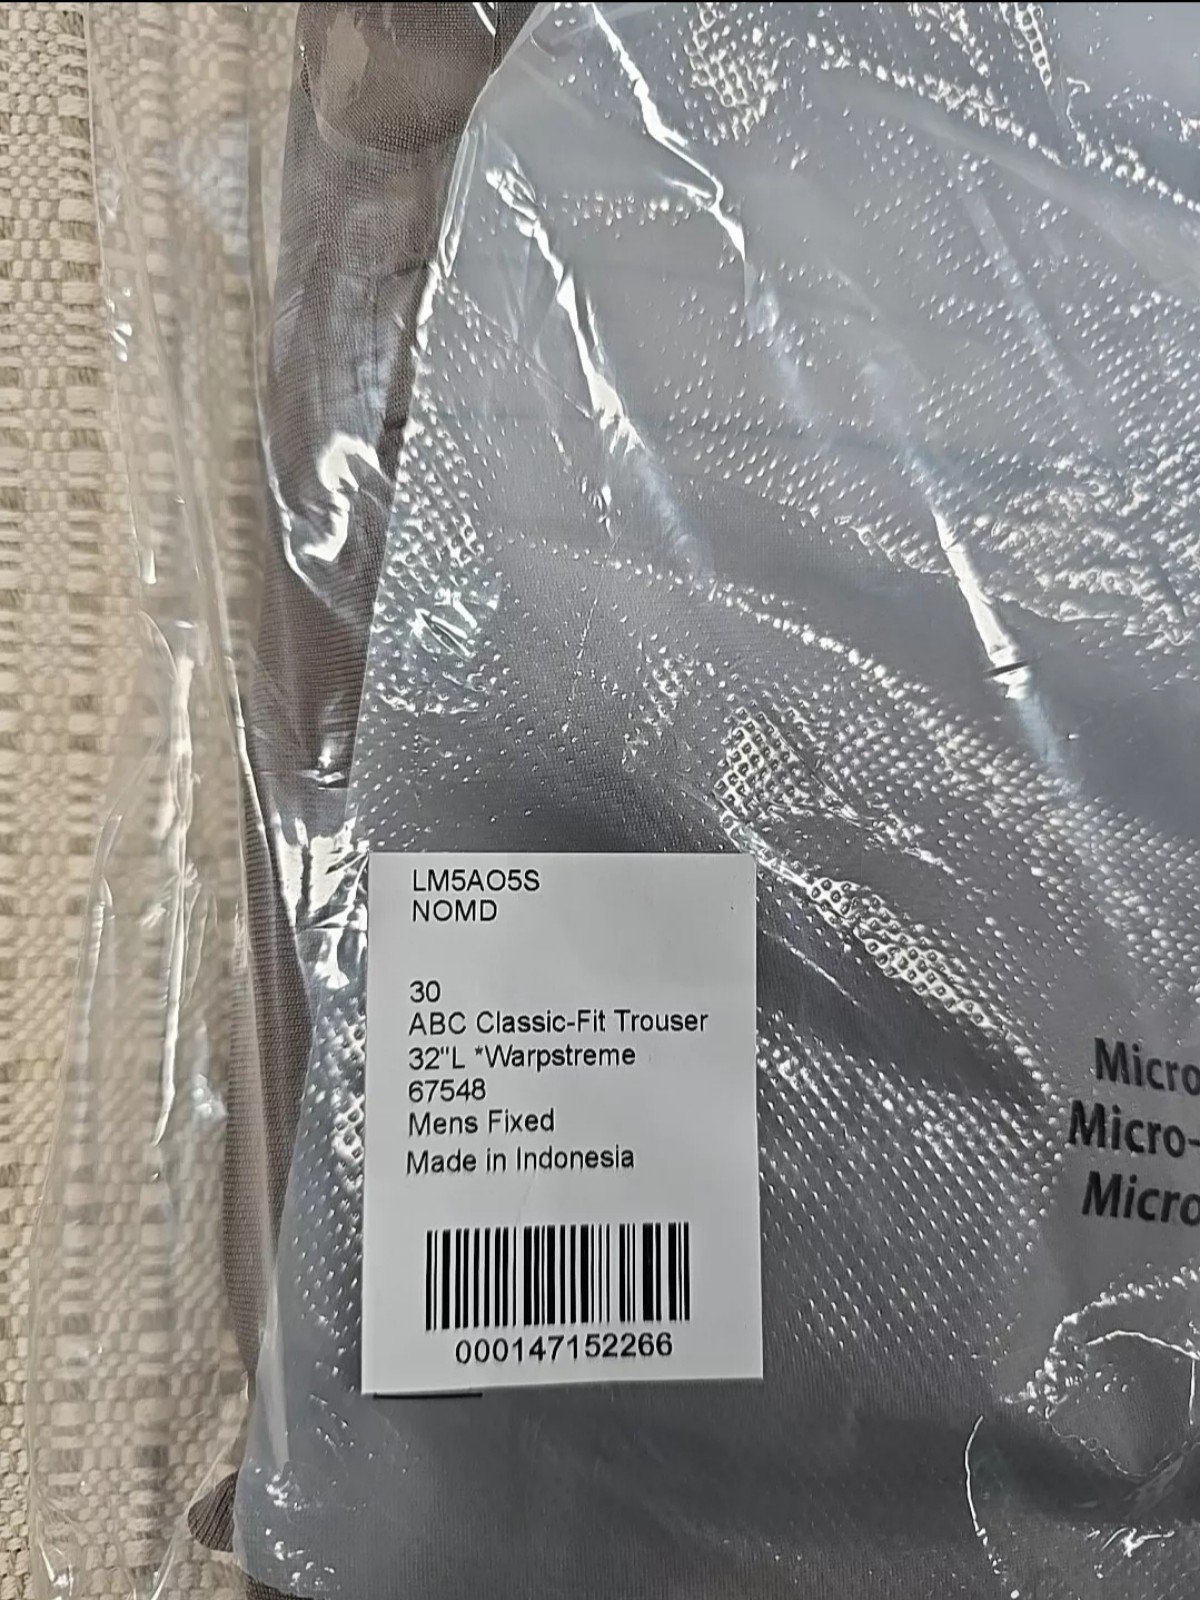 LM5AO5S
NOMD
30
ABC Classic-Fit Trouser
32"L *Warpstreme
67548
Mens Fixed
Made in Indonesia
000147152266
Micro
Micro-
Micro